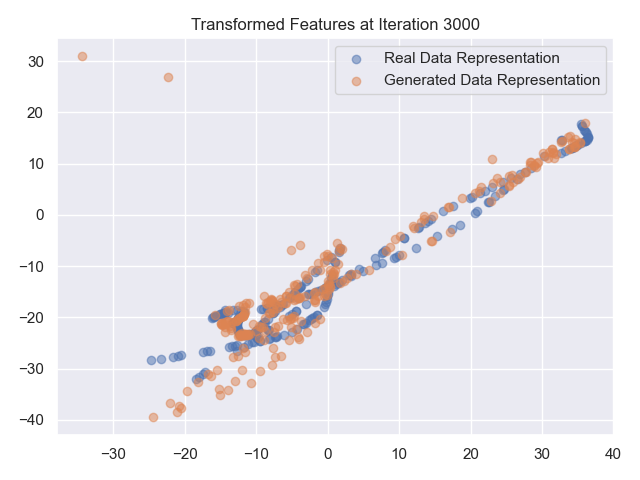 Transformed Features at Iteration 3000
Real Data Representation
Generated Data Representation
30
20
10
0
−10
−20
−30
−40
−30 −20 −10 0 10 20 30 40